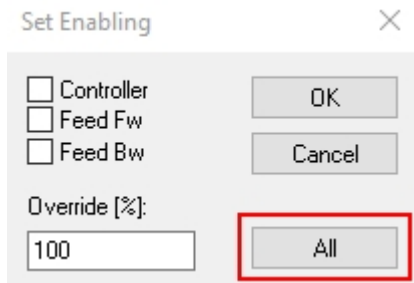 Set Enabling
Controller
Feed Fw
Feed Bw
OK
Cancel
Override [%]:
100
All